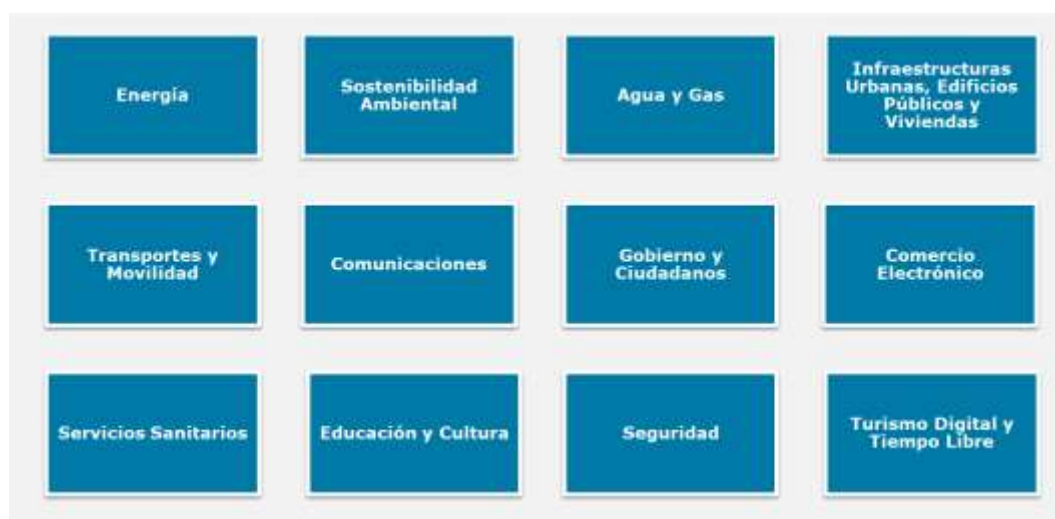 Energía
Sostenibilidad
Ambiental
Agua y Gas
Infraestructuras
Urbanas, Edificios
Públicos y
Viviendas
Transportes y
Movilidad
Comunicaciones
Gobierno y
Ciudadanos
Comercio
Electrónico
Servicios Sanitarios
Educación y Cultura
Seguridad
Turismo Digital y
Tiempo Libre